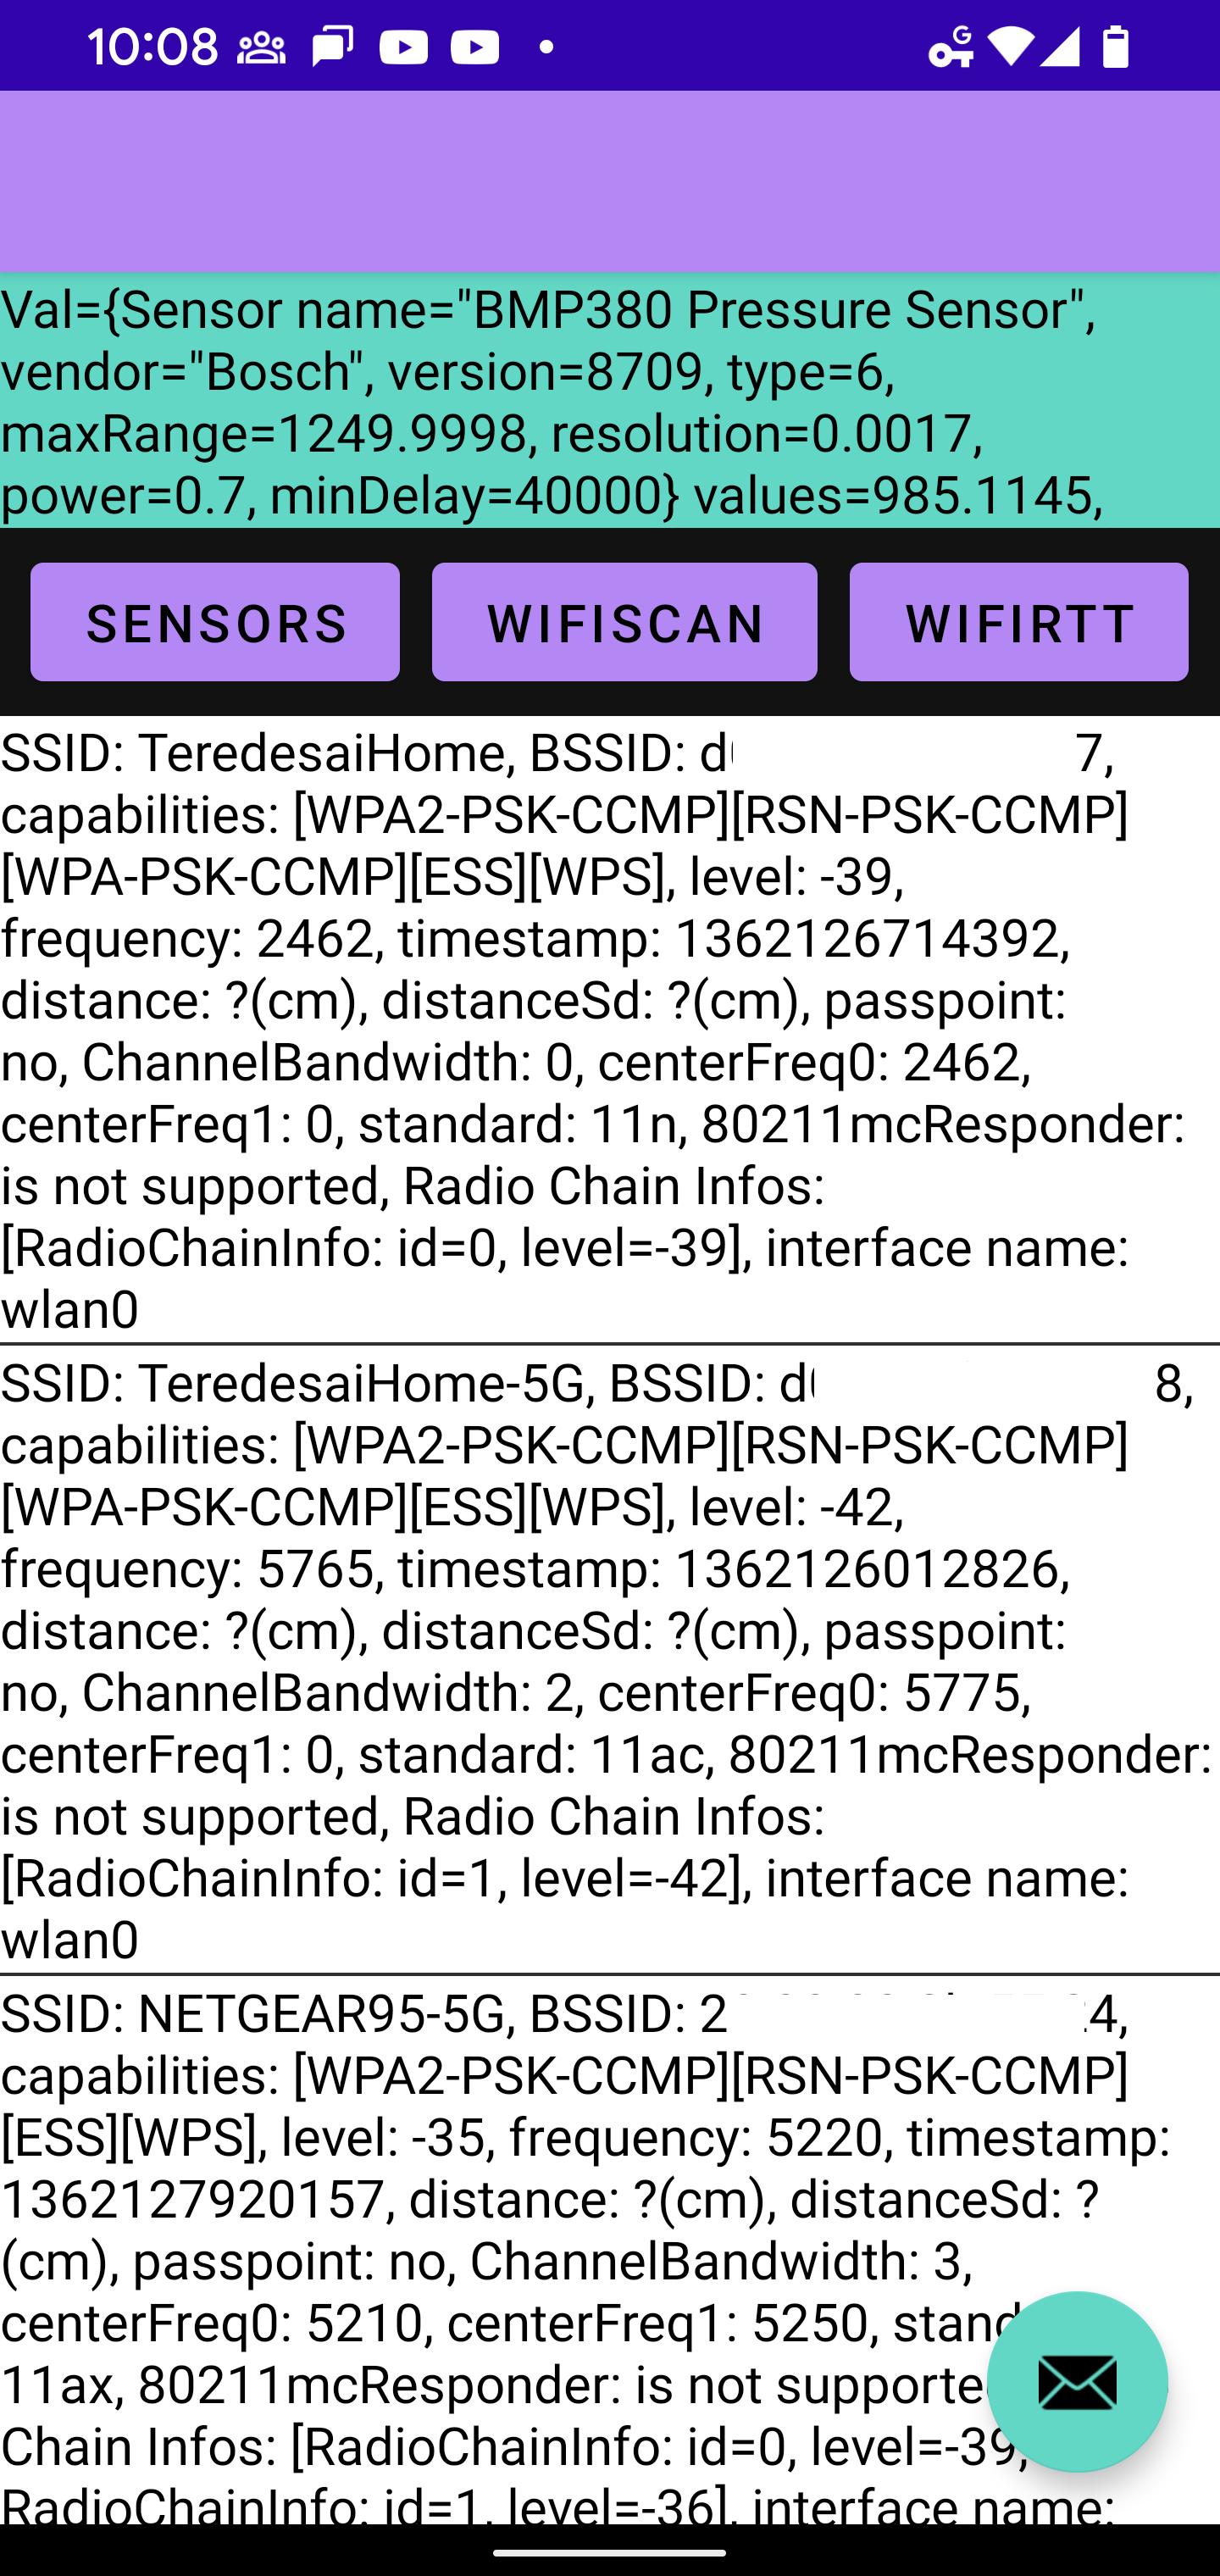 10:08
Val={Sensor name="BMP380 Pressure Sensor",
vendor="Bosch", version=8709, type=6,
maxRange=1249.9998, resolution=0.0017,
power=0.7, minDelay=40000} values=985.1145,
SENSORS WIFISCAN WIFIRTT
SSID: TeredesaiHome, BSSID: d 7,
capabilities: [WPA2-PSK-CCMP][RSN-PSK-CCMP]
[WPA-PSK-CCMP][ESS][WPS], level: -39,
frequency: 2462, timestamp: 1362126714392,
distance: ?(cm), distanceSd: ?(cm), passpoint:
no, ChannelBandwidth: 0, centerFreq0: 2462,
centerFreq1: 0, standard: 11n, 80211mcResponder:
is not supported, Radio Chain Infos:
[RadioChainInfo: id=0, level=-39], interface name:
wlan0
SSID: TeredesaiHome-5G, BSSID: d 8,
capabilities: [WPA2-PSK-CCMP][RSN-PSK-CCMP]
[WPA-PSK-CCMP][ESS][WPS], level: -42,
frequency: 5765, timestamp: 1362126012826,
distance: ?(cm), distanceSd: ?(cm), passpoint:
no, ChannelBandwidth: 2, centerFreq0: 5775,
centerFreq1: 0, standard: 11ac, 80211mcResponder:
is not supported, Radio Chain Infos:
[RadioChainInfo: id=1, level=-42], interface name:
wlan0
SSID: NETGEAR95-5G, BSSID: 2 4,
capabilities: [WPA2-PSK-CCMP][RSN-PSK-CCMP]
[ESS][WPS], level: -35, frequency: 5220, timestamp:
1362127920157, distance: ?(cm), distanceSd: ?
(cm), passpoint: no, ChannelBandwidth: 3,
centerFreq0: 5210, centerFreq1: 5250, stand
11ax, 80211mcResponder: is not supporte
Chain Infos: [RadioChainInfo: id=0, level=-39,
RadioChainInfo: id=1, level=-36], interface name: